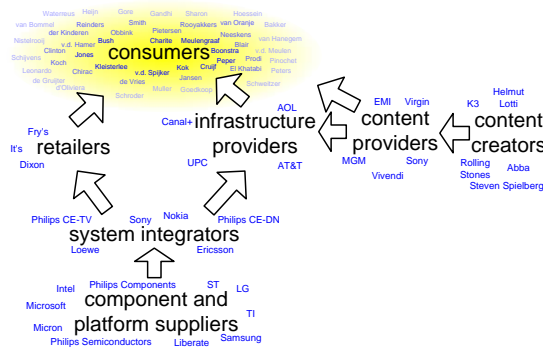 Waterreus Heijn Gore Gandhi Sharon Hoessein
van Bommel Reinders Smith Rooyakkers van Oranje Bakker
der Kinderen Obbink Pietersen Neeskens van Hanegem
Nistelrooij v.d. Hamer Bush Charite Meulengraaf Blair v.d. Meulen
consumers
Schijvens Clinton Jones Boonstra Prodi Pinochet
Koch Kleisterlee Kok Cruijf Peper El Khatabi Peters
Leonardo Chirac v.d. Spijker Jansen
de Gruijter de Vries Muller Goedkoop Schweitzer
d'Oliviera Schroder
AOL
Canal+
infrastructure
providers
UPC
AT&T
EMI Virgin
content
providers
MGM Sony
Vivendi
Helmut
K3 Lotti
content
creators
Rolling
Stones
Abba
Steven Spielberg
Fry's
It's
retailers
Dixon
Philips CE-TV Sony Nokia Philips CE-DN
system integrators
Loewe Ericsson
Intel Philips Components ST LG
Microsoft
component and
platform suppliers
TI
Micron
Philips Semiconductors Liberate Samsung